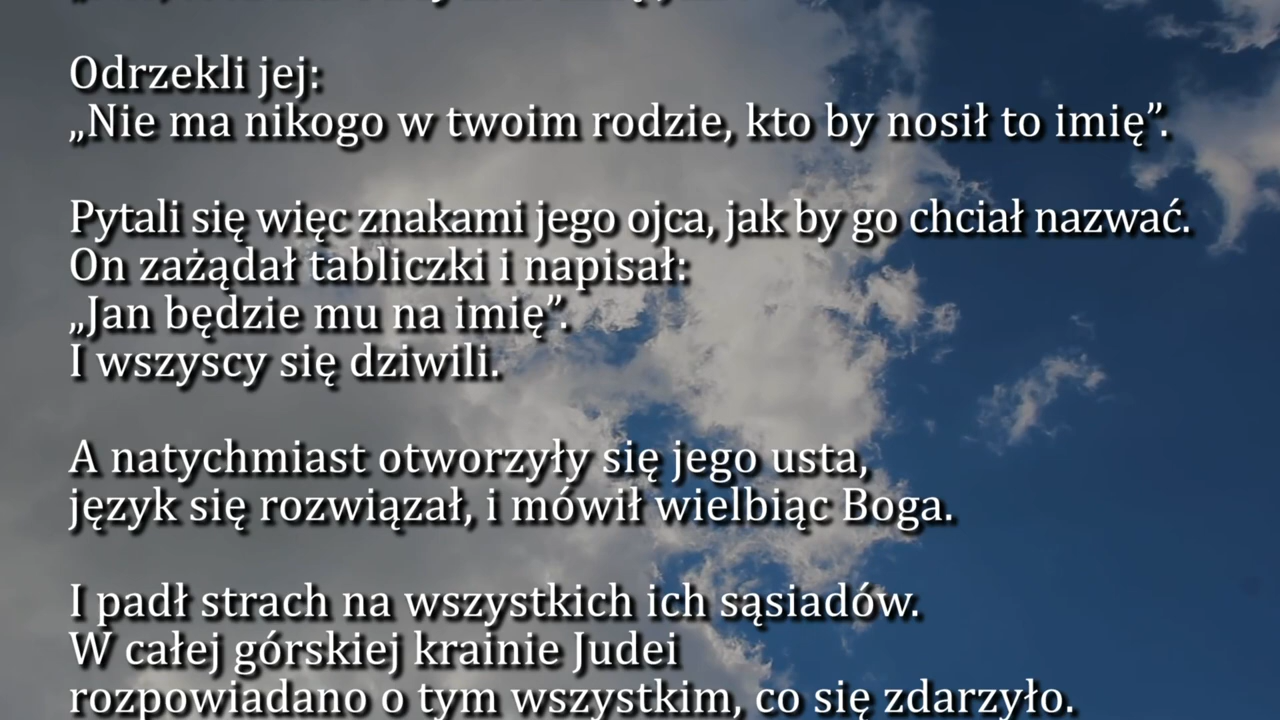 Odrzekli jej:
„Nie ma nikogo w twoim rodzie, kto by nosił to imię”.
Pytali się więc znakami jego ojca, jak by go chciał nazwać.
On zażądał tabliczki i napisał:
„Jan będzie mu na imię”.
I wszyscy się dziwili.
A natychmiast otworzyły się jego usta,
język się rozwiązał, i mówił wielbiąc Boga.
I padł strach na wszystkich ich sąsiadów.
W całej górskiej krainie Judei
rozpowiadano o tym wszystkim, co się zdarzyło.